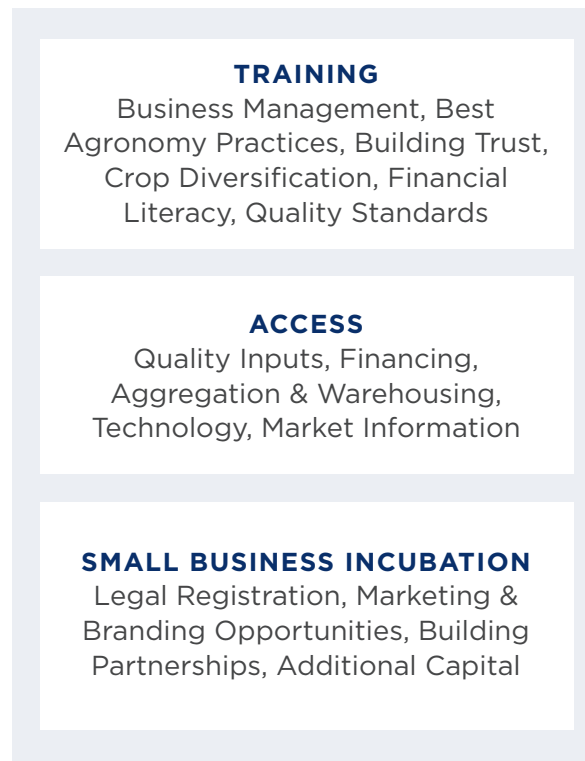 TRAINING
Business Management, Best
Agronomy Practices, Building Trust,
Crop Diversification, Financial
Literacy, Quality Standards
ACCESS
Quality Inputs, Financing,
Aggregation & Warehousing,
Technology, Market Information
SMALL BUSINESS INCUBATION
Legal Registration, Marketing &
Branding Opportunities, Building
Partnerships, Additional Capital